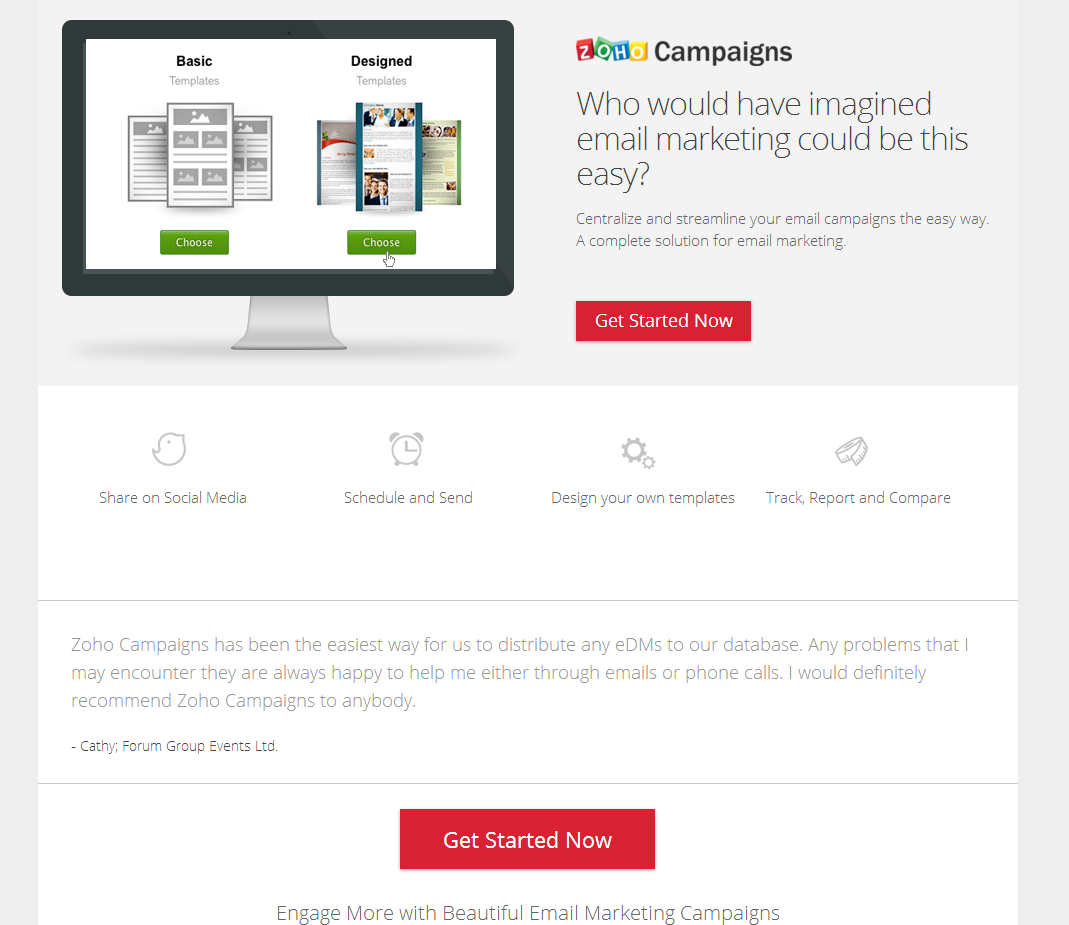 Basic
Templates
Choose
Designed
Templates
Choose
ZOHO Campaigns
Who would have imagined
email marketing could be this
easy?
Centralize and streamline your email campaigns the easy way.
A complete solution for email marketing.
Get Started Now
Share on Social Media
Schedule and Send
Design your own templates
Track, Report and Compare
Zoho Campaigns has been the easiest way for us to distribute any eDMs to our database. Any problems that I
may encounter they are always happy to help me either through emails or phone calls. I would definitely
recommend Zoho Campaigns to anybody.
- Cathy; Forum Group Events Ltd.
Get Started Now
Engage More with Beautiful Email Marketing Campaigns